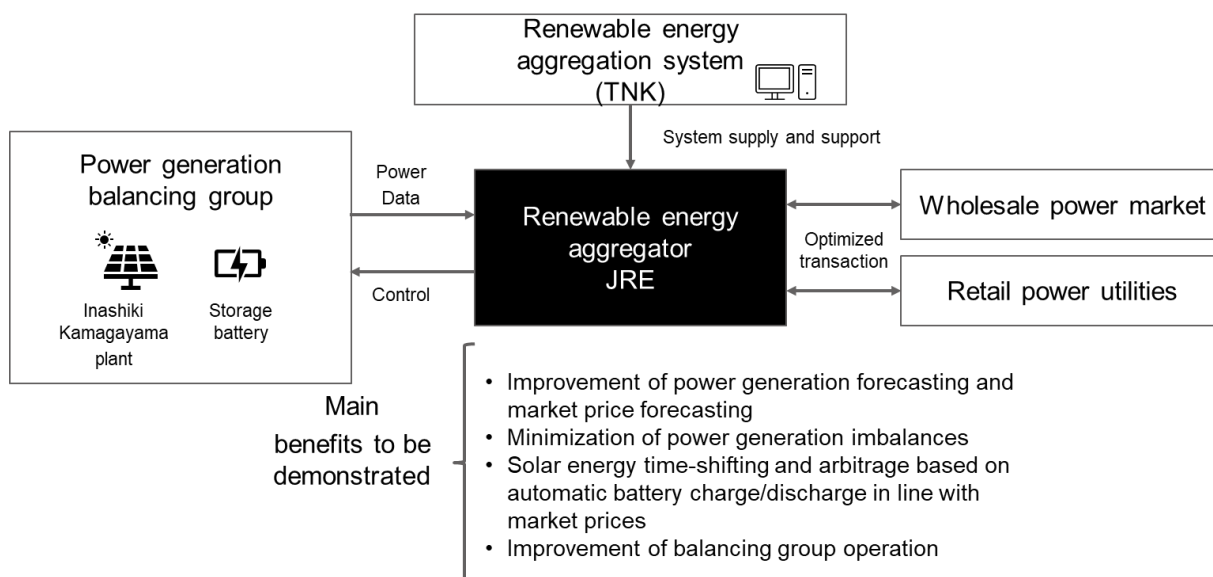 Renewable energy
aggregation system
(TNK)
System supply and support
Power generation
balancing group
Inashiki
Kamagayama
plant
Storage
battery
Power
Data
Control
Renewable energy
aggregator
JRE
Optimized
transaction
Wholesale power market
Retail power utilities
Main
benefits to be
demonstrated
• Improvement of power generation forecasting and
market price forecasting
• Minimization of power generation imbalances
• Solar energy time-shifting and arbitrage based on
automatic battery charge/discharge in line with
market prices
• Improvement of balancing group operation